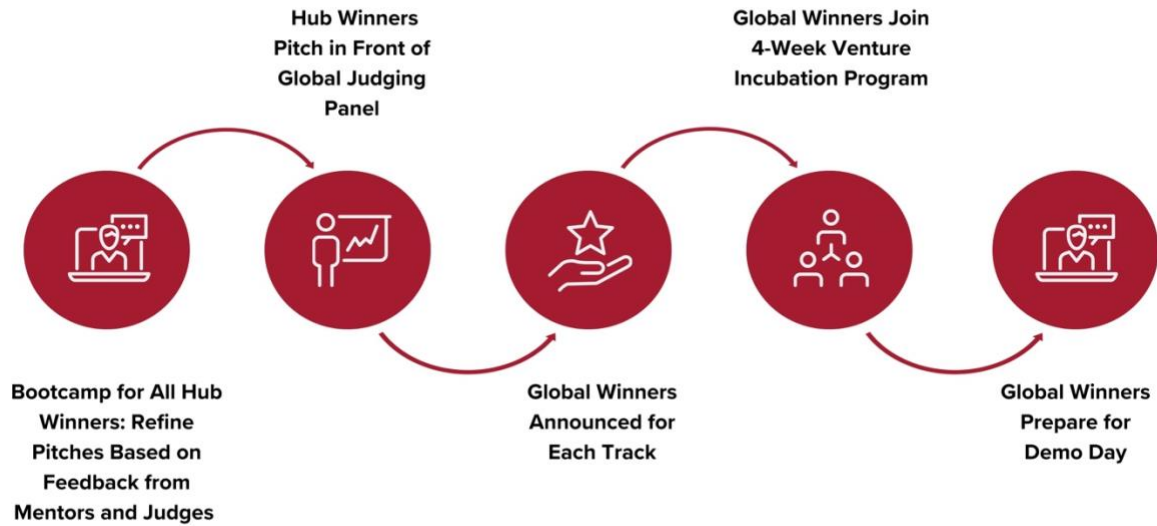 Bootcamp for All Hub
Winners: Refine
Pitches Based on
Feedback from
Mentors and Judges
Hub Winners
Pitch in Front of
Global Judging
Panel
Global Winners
Announced for
Each Track
Global Winners Join
4-Week Venture
Incubation Program
Global Winners
Prepare for
Demo Day